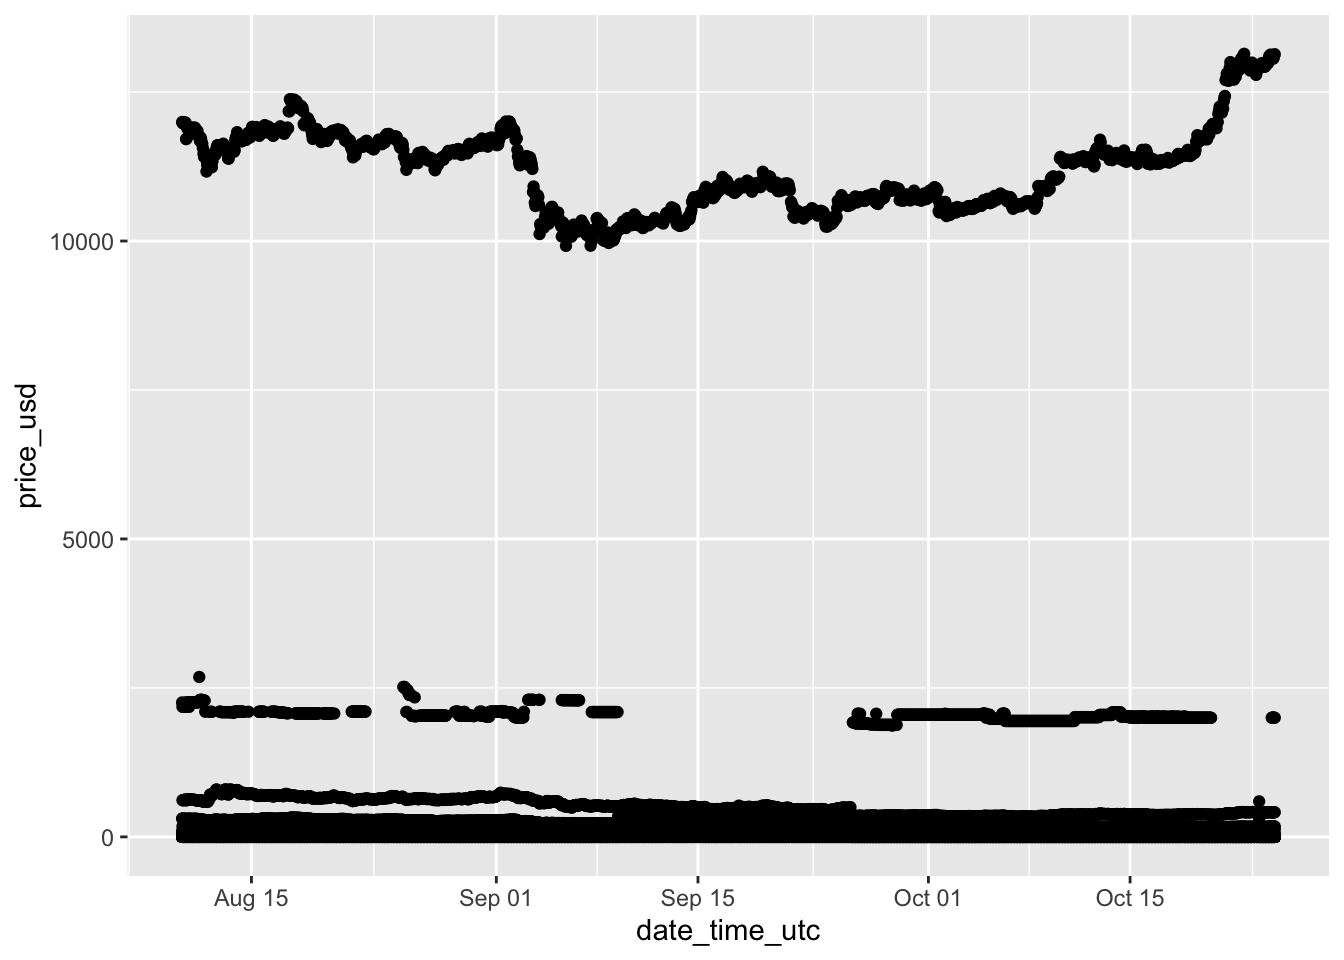 10000
5000
0
price_usd
Aug 15
Sep 01
Sep 15
Oct 01
Oct 15
date_time_utc